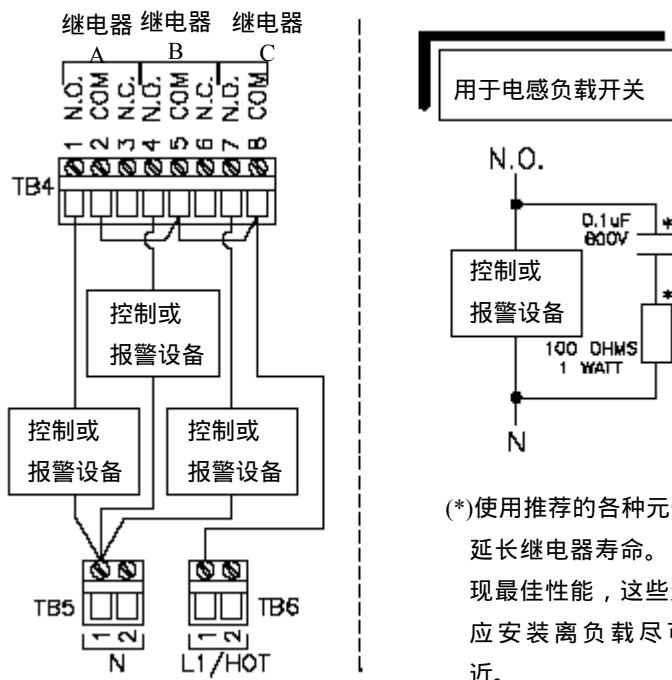 继电器 继电器 继电器
A B C
N.O. COM N.C. N.O. COM N.C. N.O. COM
1 2 3 4 5 6 7 8
TB4
控制或
报警设备
控制或
报警设备
控制或
报警设备
TB5
1 2
N
TB6
1 2
L1/HOT
用于电感负载开关
N.O.
0.1uF
600V
*
控制或
报警设备
*
100 OHMS
1 WATT
N
(*)使用推荐的各种元
延长继电器寿命。
现最佳性能，这些
应安装离负载尽可
近。